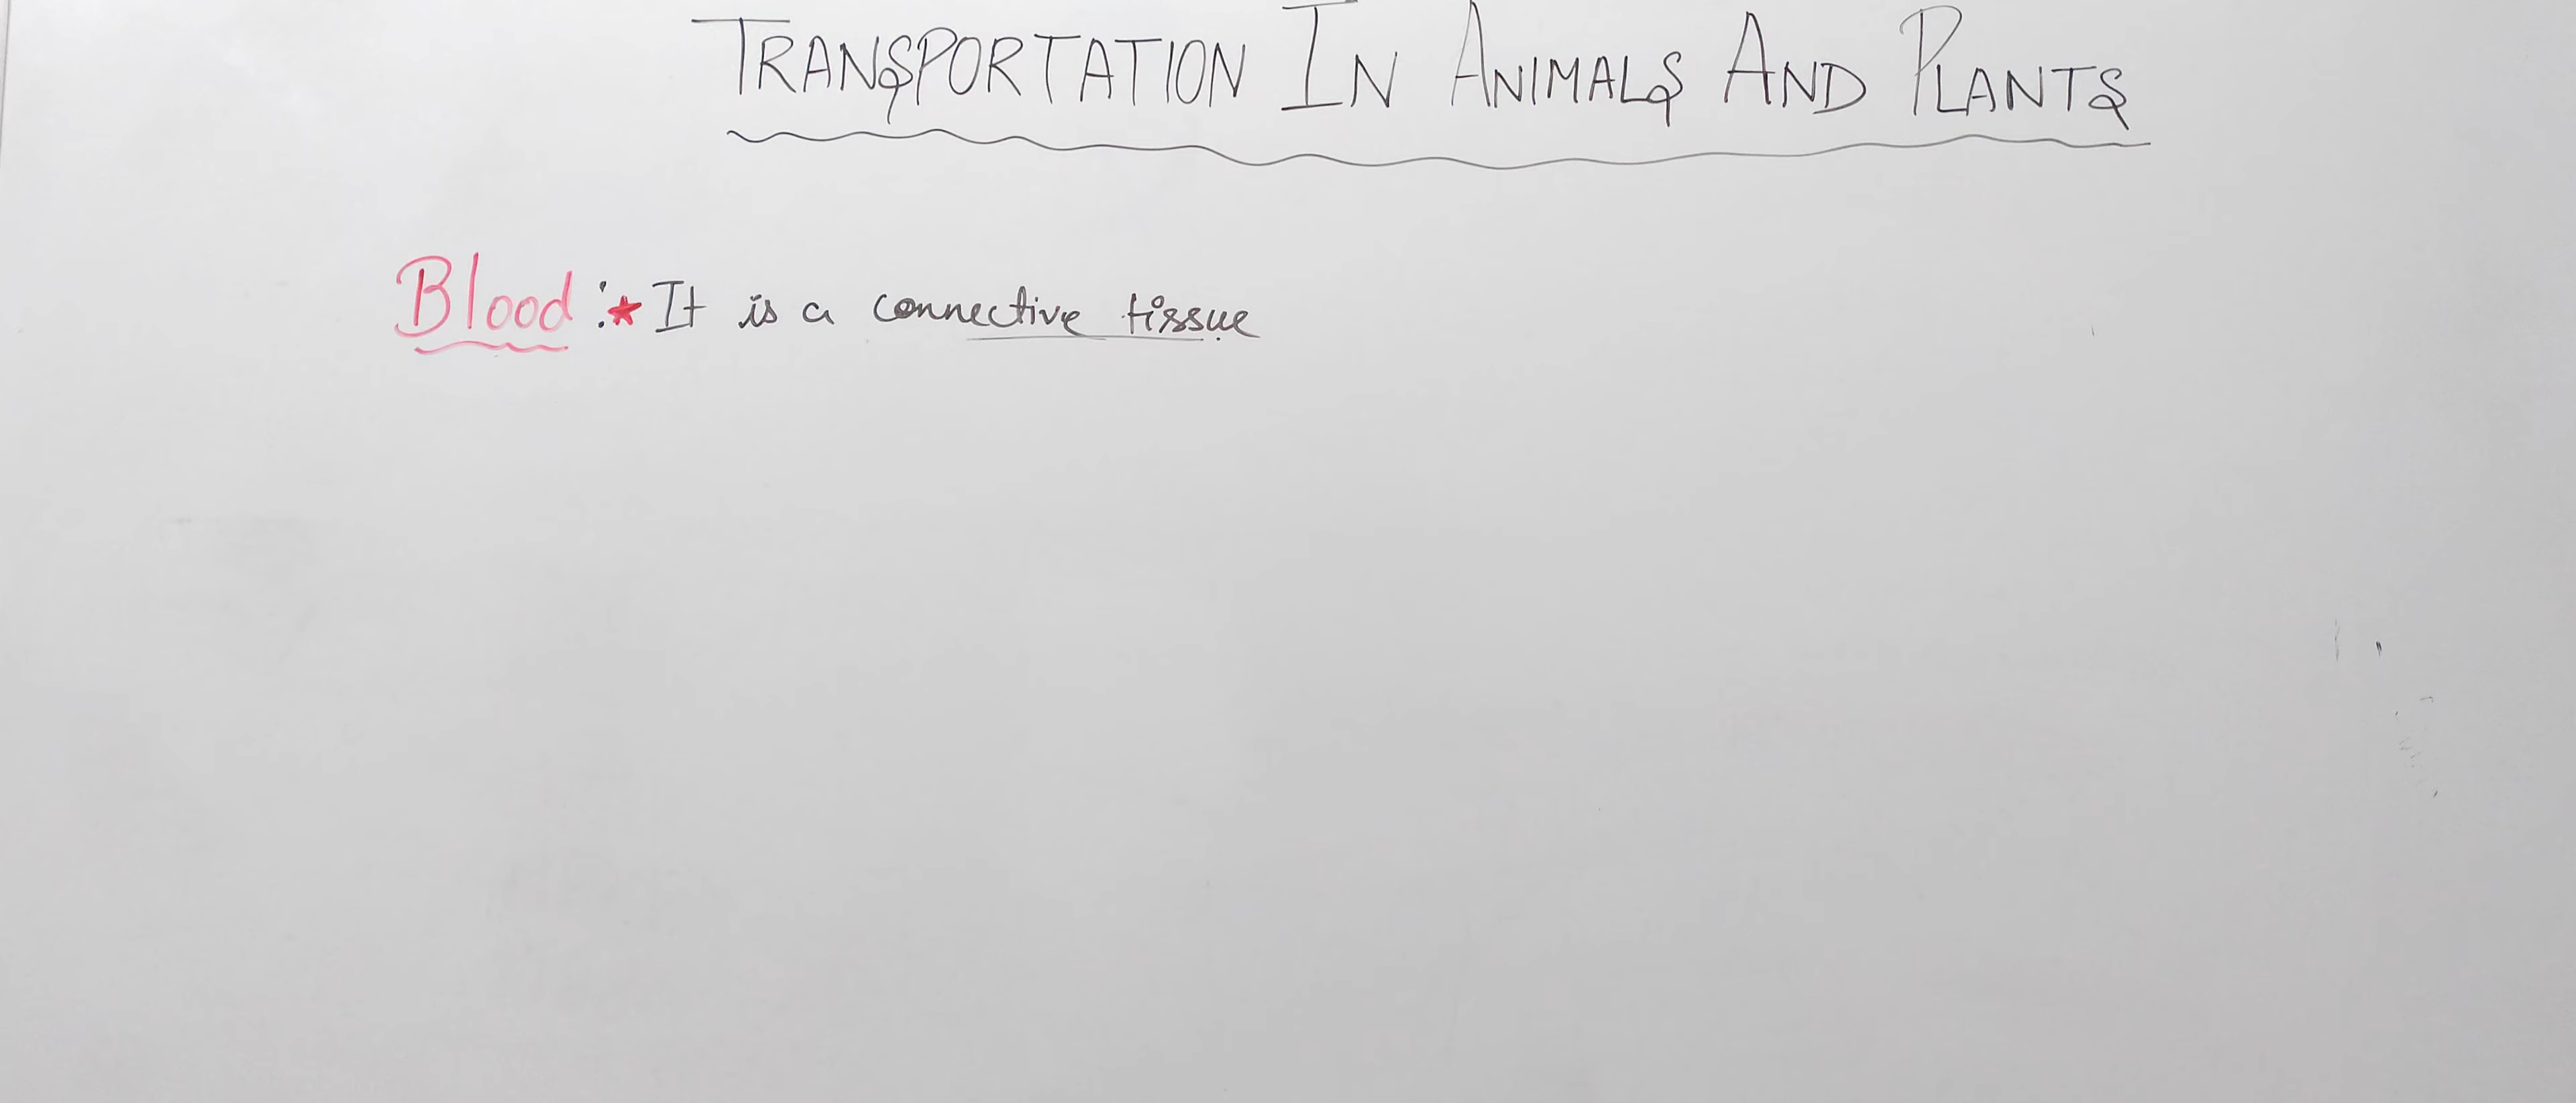 TRANSPORTATION IN ANIMALS AND PLANTS
Blood :★ It is a connective tissue